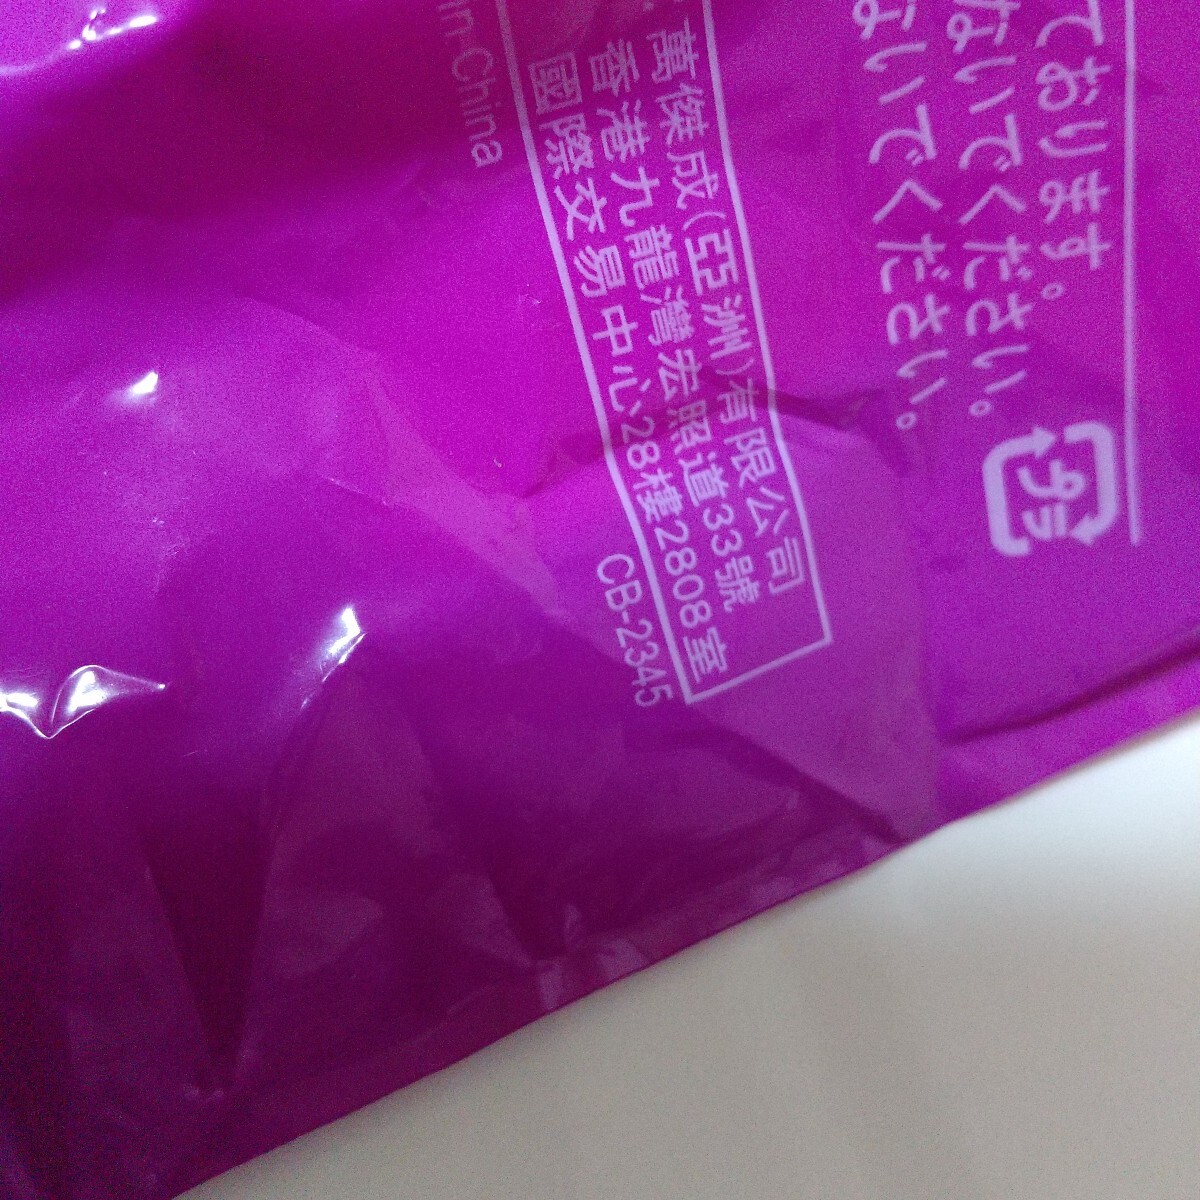 ております。
ないでください。
ないでください。
プラ
萬傑成(亞洲)有限公司
香港九龍灣宏照道33號
國際交易中心28樓2808室
CB-2345
in China